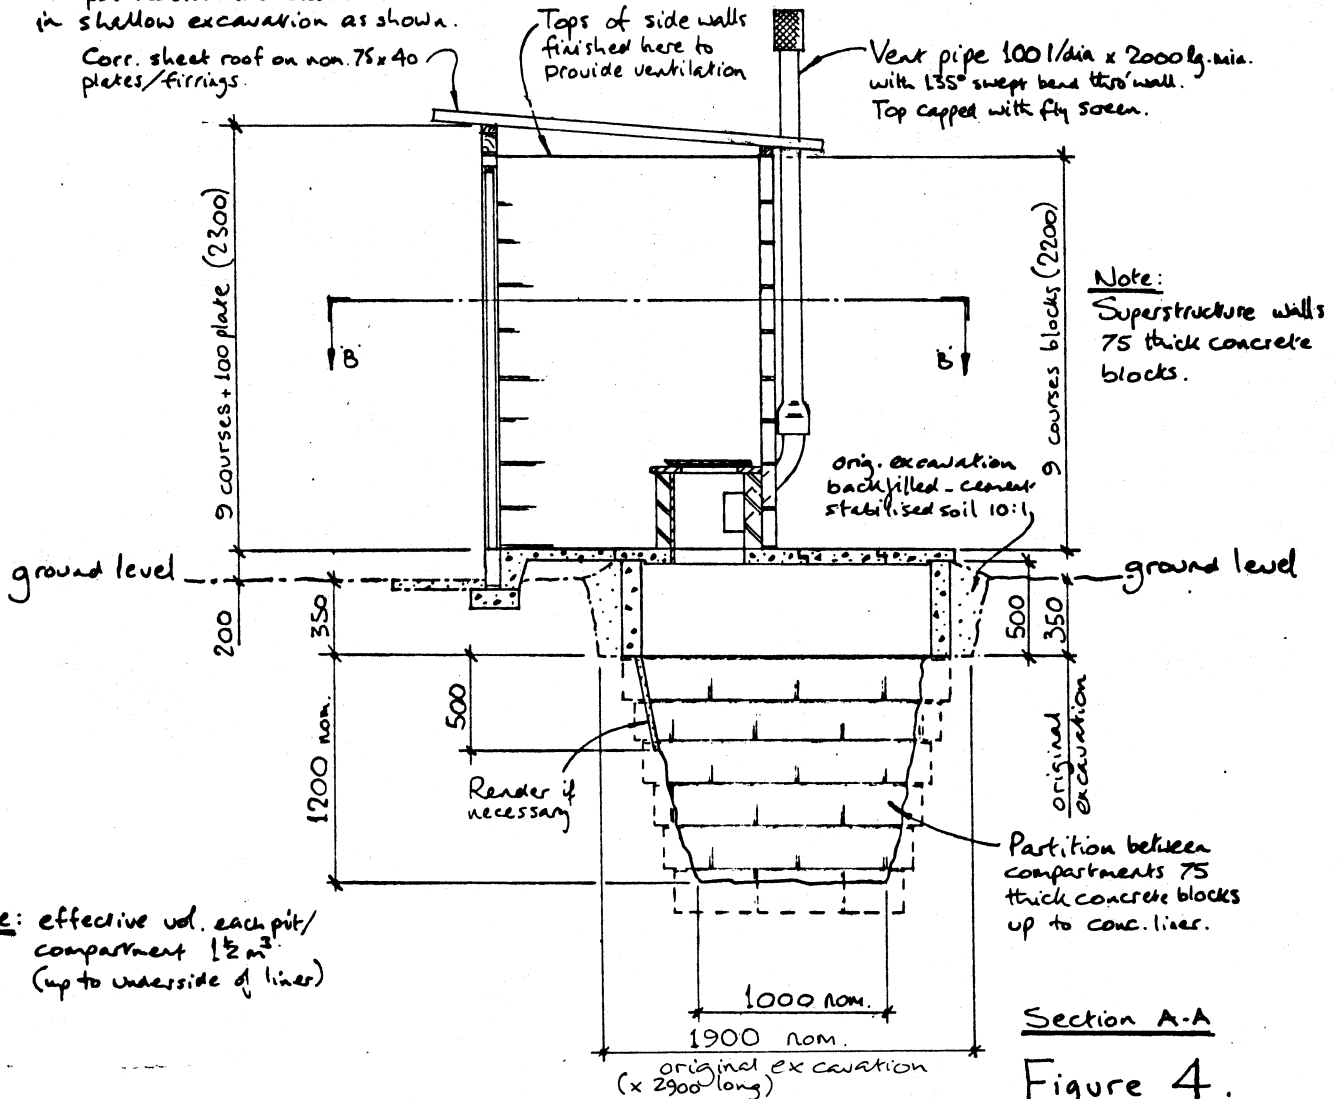 in shallow excavation as shown.
Corr. sheet roof on nom. 75x40
plates/firrings.
Tops of side walls
finished here to
provide ventilation
Vent pipe 100 I/dia x 2000 lg. min.
with 135° swept bend thro' wall.
Top capped with fly screen.
9 courses + 100 plate (2300)
9 courses blocks (2200)
Note:
Superstructure walls
75 thick concrete
blocks.
'B'
'B'
orig. excavation
backfilled - cement
stabilised soil 10:1
ground level
ground level
200
350
500
350
500
1200 nom.
original
excavation
Render if
necessary
Partition between
compartments 75
thick concrete blocks
up to conc. liner.
effective vol. each pit/
compartment 1½ m³
(up to underside of liner)
1000 nom.
1900 nom.
original excavation
(x 2900 long)
Section A-A
Figure 4.